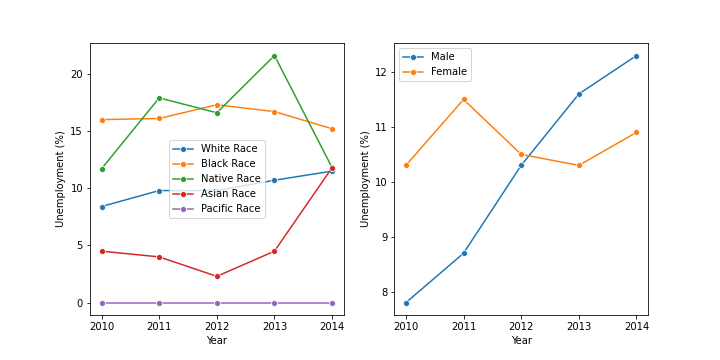 20
15
10
5
0
Unemployment (%)
White Race
Black Race
Native Race
Asian Race
Pacific Race
2010 2011 2012 2013 2014
Year
12
11
10
9
8
Unemployment (%)
Male
Female
2010 2011 2012 2013 2014
Year